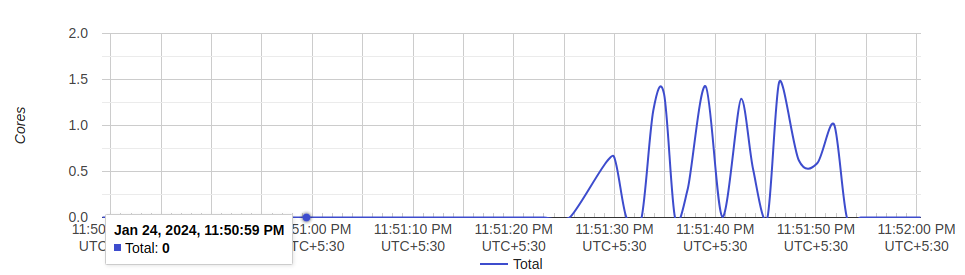 2.0
1.5
1.0
0.5
0.0
Cores
11:50
UTC
Jan 24, 2024, 11:50:59 PM
Total: 0
51:00 PM
TC+5:30
11:51:10 PM
UTC+5:30
11:51:20 PM
UTC+5:30
11:51:30 PM
UTC+5:30
11:51:40 PM
UTC+5:30
11:51:50 PM
UTC+5:30
11:52:00 PM
UTC+5:30
Total